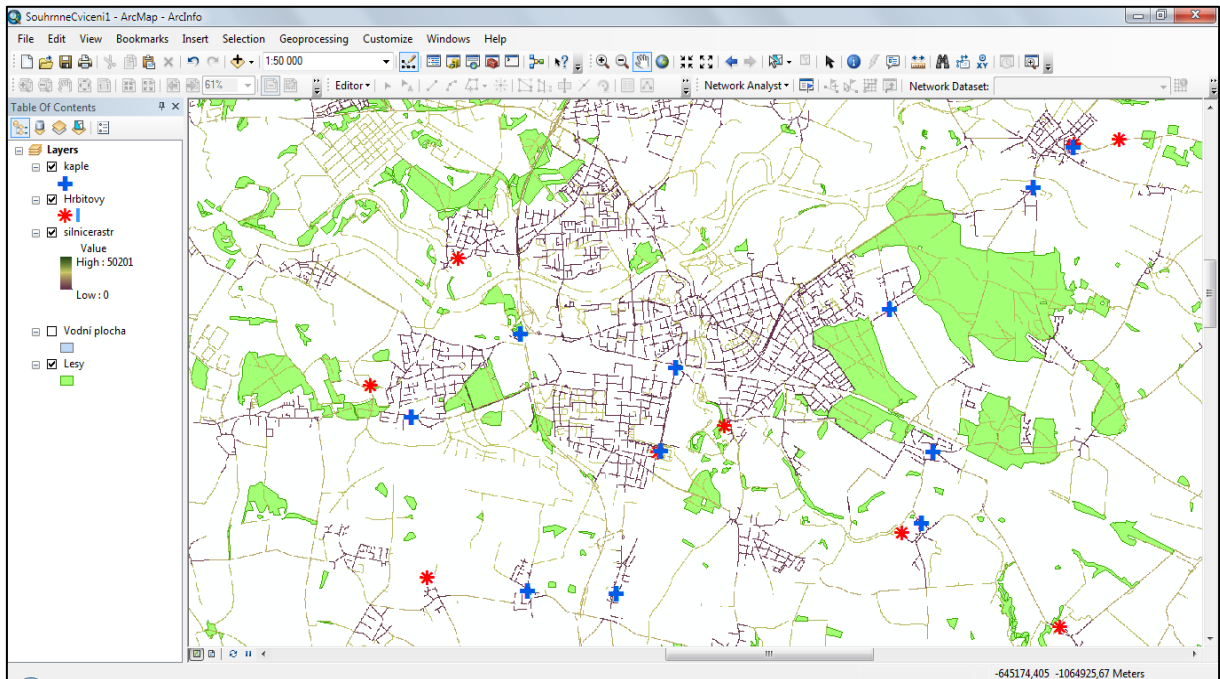 SouhrnneCviceni1 - ArcMap - ArcInfo
File Edit View Bookmarks Insert Selection Geoprocessing Customize Windows Help
1:50 000
61% Editor Network Analyst Network Dataset:
Table Of Contents
Layers
kaple
Hrbitovy
silnicerastr
Value
High : 50201
Low : 0
Vodní plocha
Lesy
-645174,405 -1064925,67 Meters